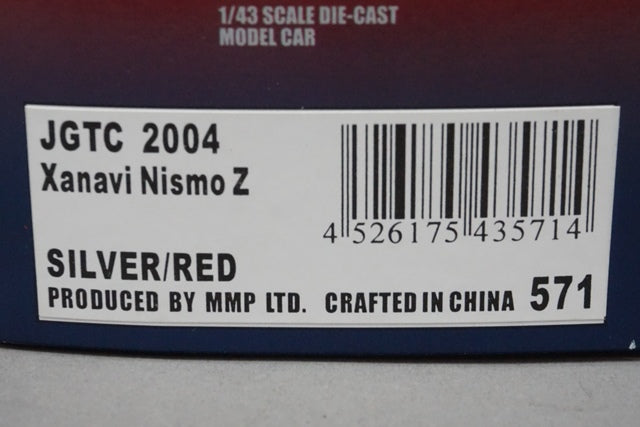 1/43 SCALE DIE-CAST
MODEL CAR
JGTC 2004
Xanavi Nismo Z
4 526175 435714
SILVER/RED
PRODUCED BY MMP LTD. CRAFTED IN CHINA 571